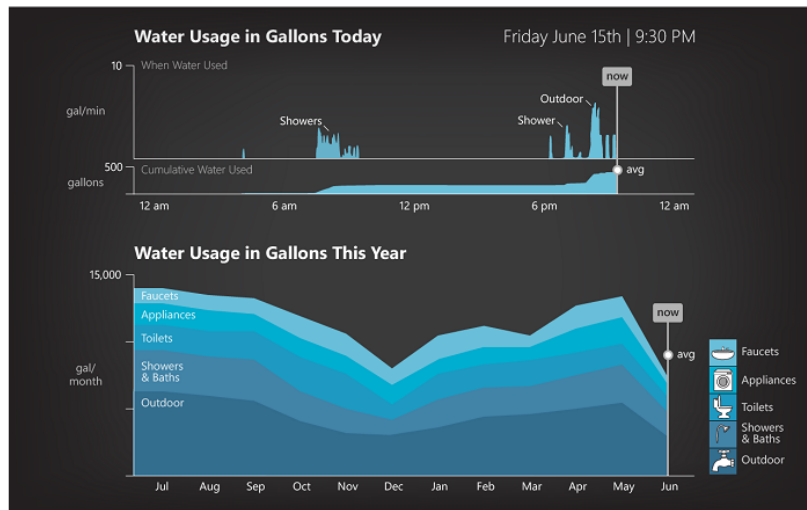 Water Usage in Gallons Today
Friday June 15th | 9:30 PM
10
When Water Used
now
gal/min
Outdoor
Showers
Shower
500
Cumulative Water Used
avg
gallons
12 am
6 am
12 pm
6 pm
12 am
Water Usage in Gallons This Year
15,000
Faucets
now
Appliances
Toilets
avg
Faucets
gal/
month
Showers
& Baths
Appliances
Outdoor
Toilets
Showers
& Baths
Outdoor
Jul
Aug
Sep
Oct
Nov
Dec
Jan
Feb
Mar
Apr
May
Jun